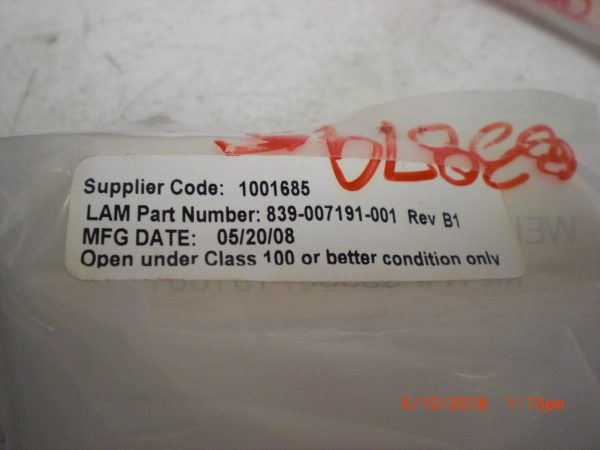 Supplier Code: 1001685
LAM Part Number: 839-007191-001 Rev B1
MFG DATE: 05/20/08
Open under Class 100 or better condition only
5/10/2018 1:15pm